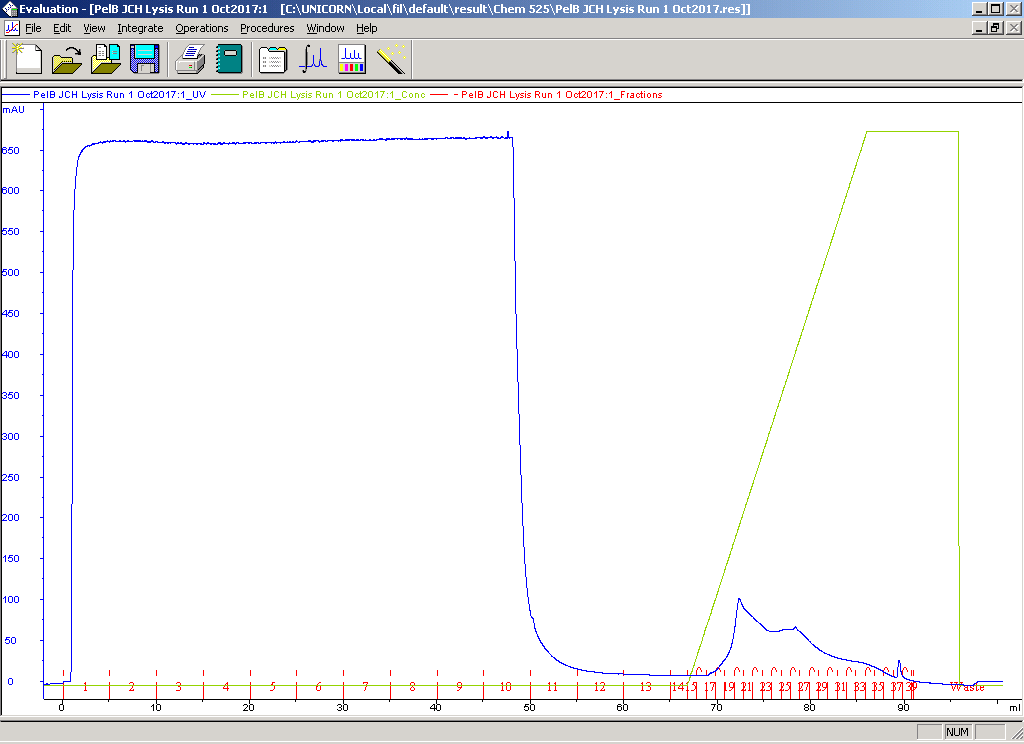 Evaluation - [PelB JCH Lysis Run 1 Oct2017:1 [C:\UNICORN\Local\fil\default\result\Chem 525\PelB JCH Lysis Run 1 Oct2017.res]]
File Edit View Integrate Operations Procedures Window Help
PelB JCH Lysis Run 1 Oct2017:1_UV PelB JCH Lysis Run 1 Oct2017:1_Conc PelB JCH Lysis Run 1 Oct2017:1_Fractions
mAU
650
600
550
500
450
400
350
300
250
200
150
100
50
0
1 2 3 4 5 6 7 8 9 10 11 12 13 14 15 17 19 21 23 25 27 29 31 33 35 37 39 Waste
0 10 20 30 40 50 60 70 80 90 ml
NUM